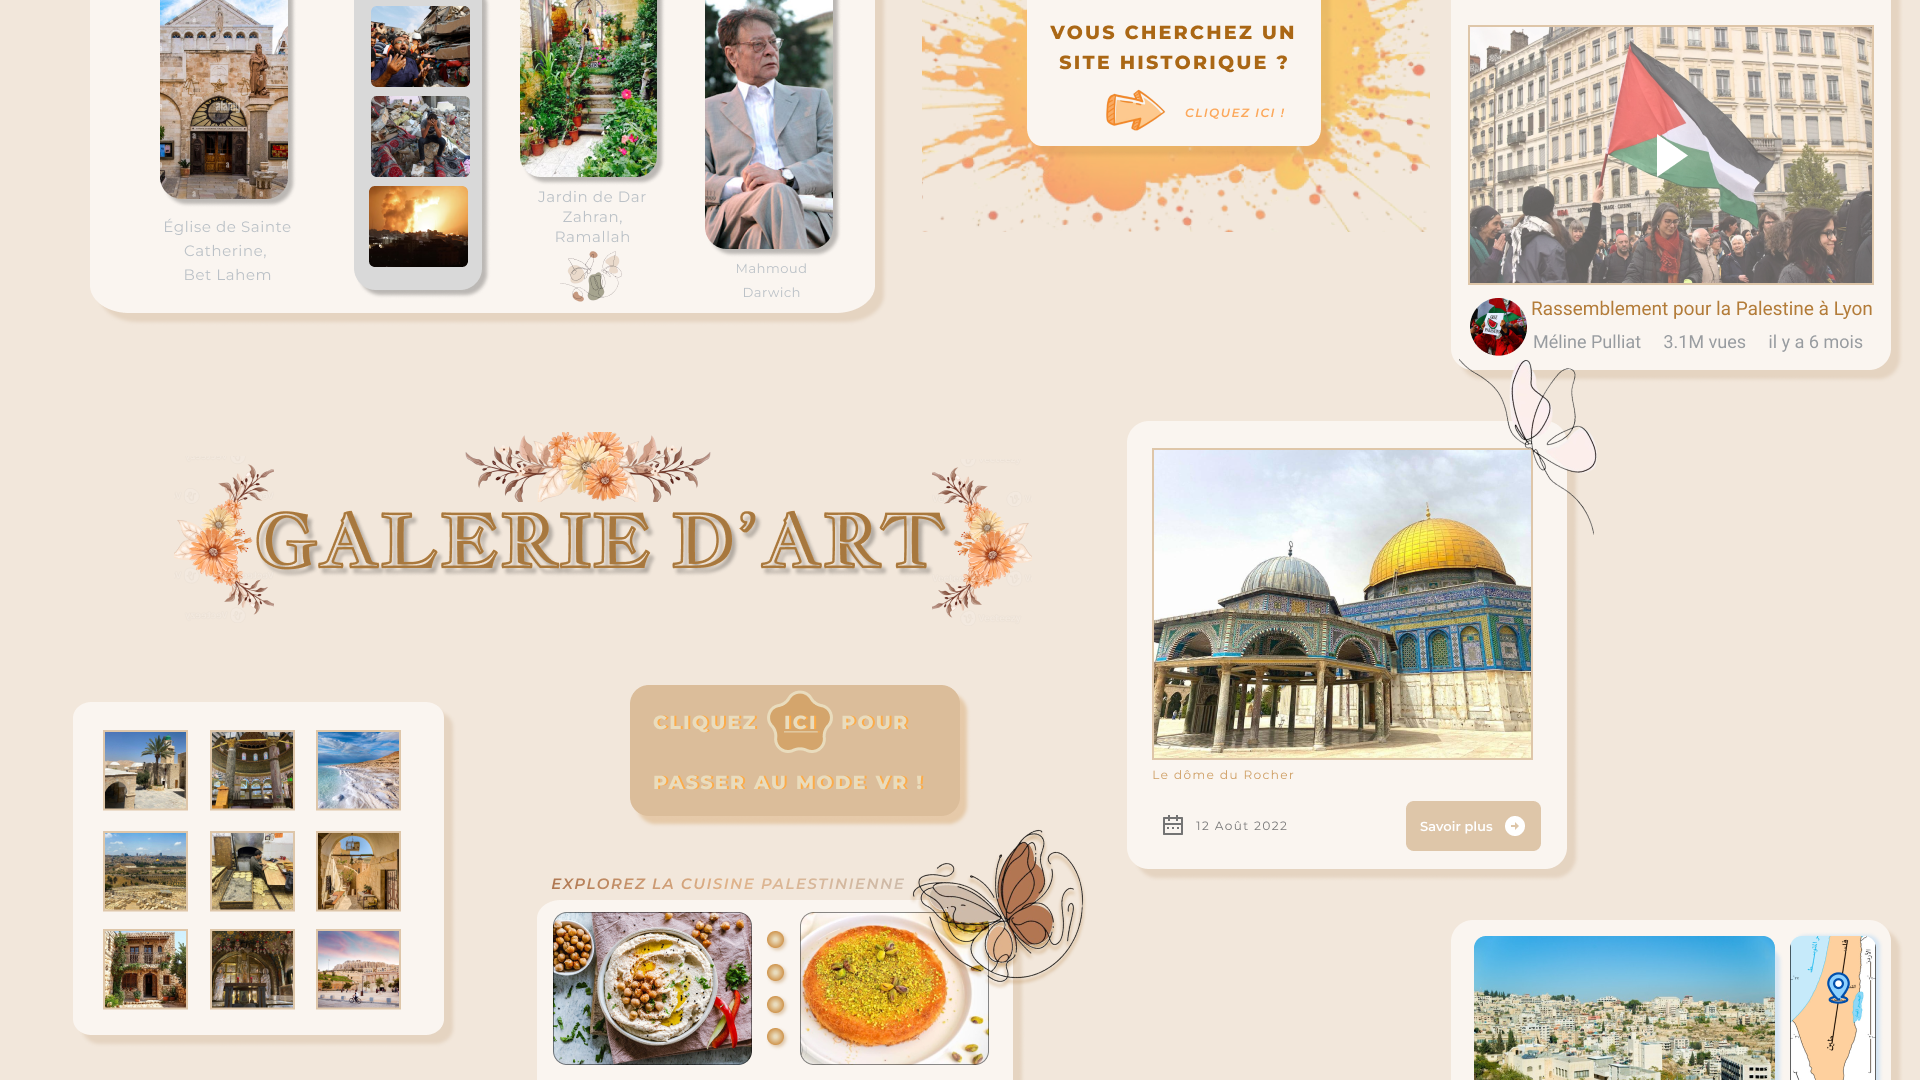 Église de Sainte
Catherine,
Bet Lahem
Jardin de Dar
Zahran,
Ramallah
Mahmoud
Darwich
VOUS CHERCHEZ UN
SITE HISTORIQUE ?
CLIQUEZ ICI !
Rassemblement pour la Palestine à Lyon
Méline Pulliat 3.1M vues il y a 6 mois
GALERIE D’ART
Le dôme du Rocher
12 Août 2022
Savoir plus
CLIQUEZ ICI POUR
PASSER AU MODE VR !
EXPLOREZ LA CUISINE PALESTINIENNE